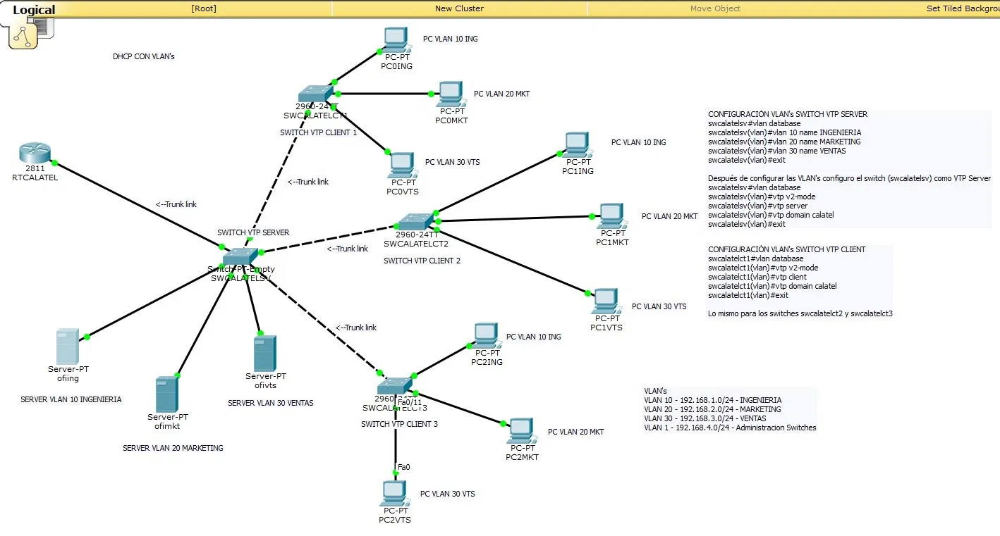 Logical
[Root]
New Cluster
Move Object
Set Tiled Backgrou
DHCP CON VLAN's
PC VLAN 10 ING
PC-PT
PC0ING
2960-24TT
SWCALATELCT1
SWITCH VTP CLIENT 1
PC VLAN 20 MKT
PC-PT
PC0MKT
PC VLAN 30 VTS
PC-PT
PC0VTS
2811
RTCALATEL
<--Trunk link
<--Trunk link
SWITCH VTP SERVER
Switch-PT-Empty
SWCALATELSV
<--Trunk link
2960-24TT
SWCALATELCT2
SWITCH VTP CLIENT 2
PC VLAN 10 ING
PC-PT
PC1ING
PC VLAN 20 MKT
PC-PT
PC1MKT
PC VLAN 30 VTS
PC-PT
PC1VTS
<--Trunk link
Server-PT
ofiing
SERVER VLAN 10 INGENIERIA
Server-PT
ofimkt
SERVER VLAN 20 MARKETING
Server-PT
ofivts
SERVER VLAN 30 VENTAS
PC VLAN 10 ING
PC-PT
PC2ING
2960-24TT
Fa0/11
SWCALATELCT3
SWITCH VTP CLIENT 3
PC VLAN 20 MKT
PC-PT
PC2MKT
Fa0
PC VLAN 30 VTS
PC-PT
PC2VTS
CONFIGURACIÓN VLAN's SWITCH VTP SERVER
swcalatelsv#vlan database
swcalatelsv(vlan)#vlan 10 name INGENIERIA
swcalatelsv(vlan)#vlan 20 name MARKETING
swcalatelsv(vlan)#vlan 30 name VENTAS
swcalatelsv(vlan)#exit
Después de configurar las VLAN's configuro el switch (swcalatelsv) como VTP Server
swcalatelsv#vlan database
swcalatelsv(vlan)#vtp v2-mode
swcalatelsv(vlan)#vtp server
swcalatelsv(vlan)#vtp domain calatel
swcalatelsv(vlan)#exit
CONFIGURACIÓN VLAN's SWITCH VTP CLIENT
swcalatelct1#vlan database
swcalatelct1(vlan)#vtp v2-mode
swcalatelct1(vlan)#vtp client
swcalatelct1(vlan)#vtp domain calatel
swcalatelct1(vlan)#exit
Lo mismo para los switches swcalatelct2 y swcalatelct3
VLAN's
VLAN 10 - 192.168.1.0/24 - INGENIERIA
VLAN 20 - 192.168.2.0/24 - MARKETING
VLAN 30 - 192.168.3.0/24 - VENTAS
VLAN 1 - 192.168.4.0/24 - Administracion Switches